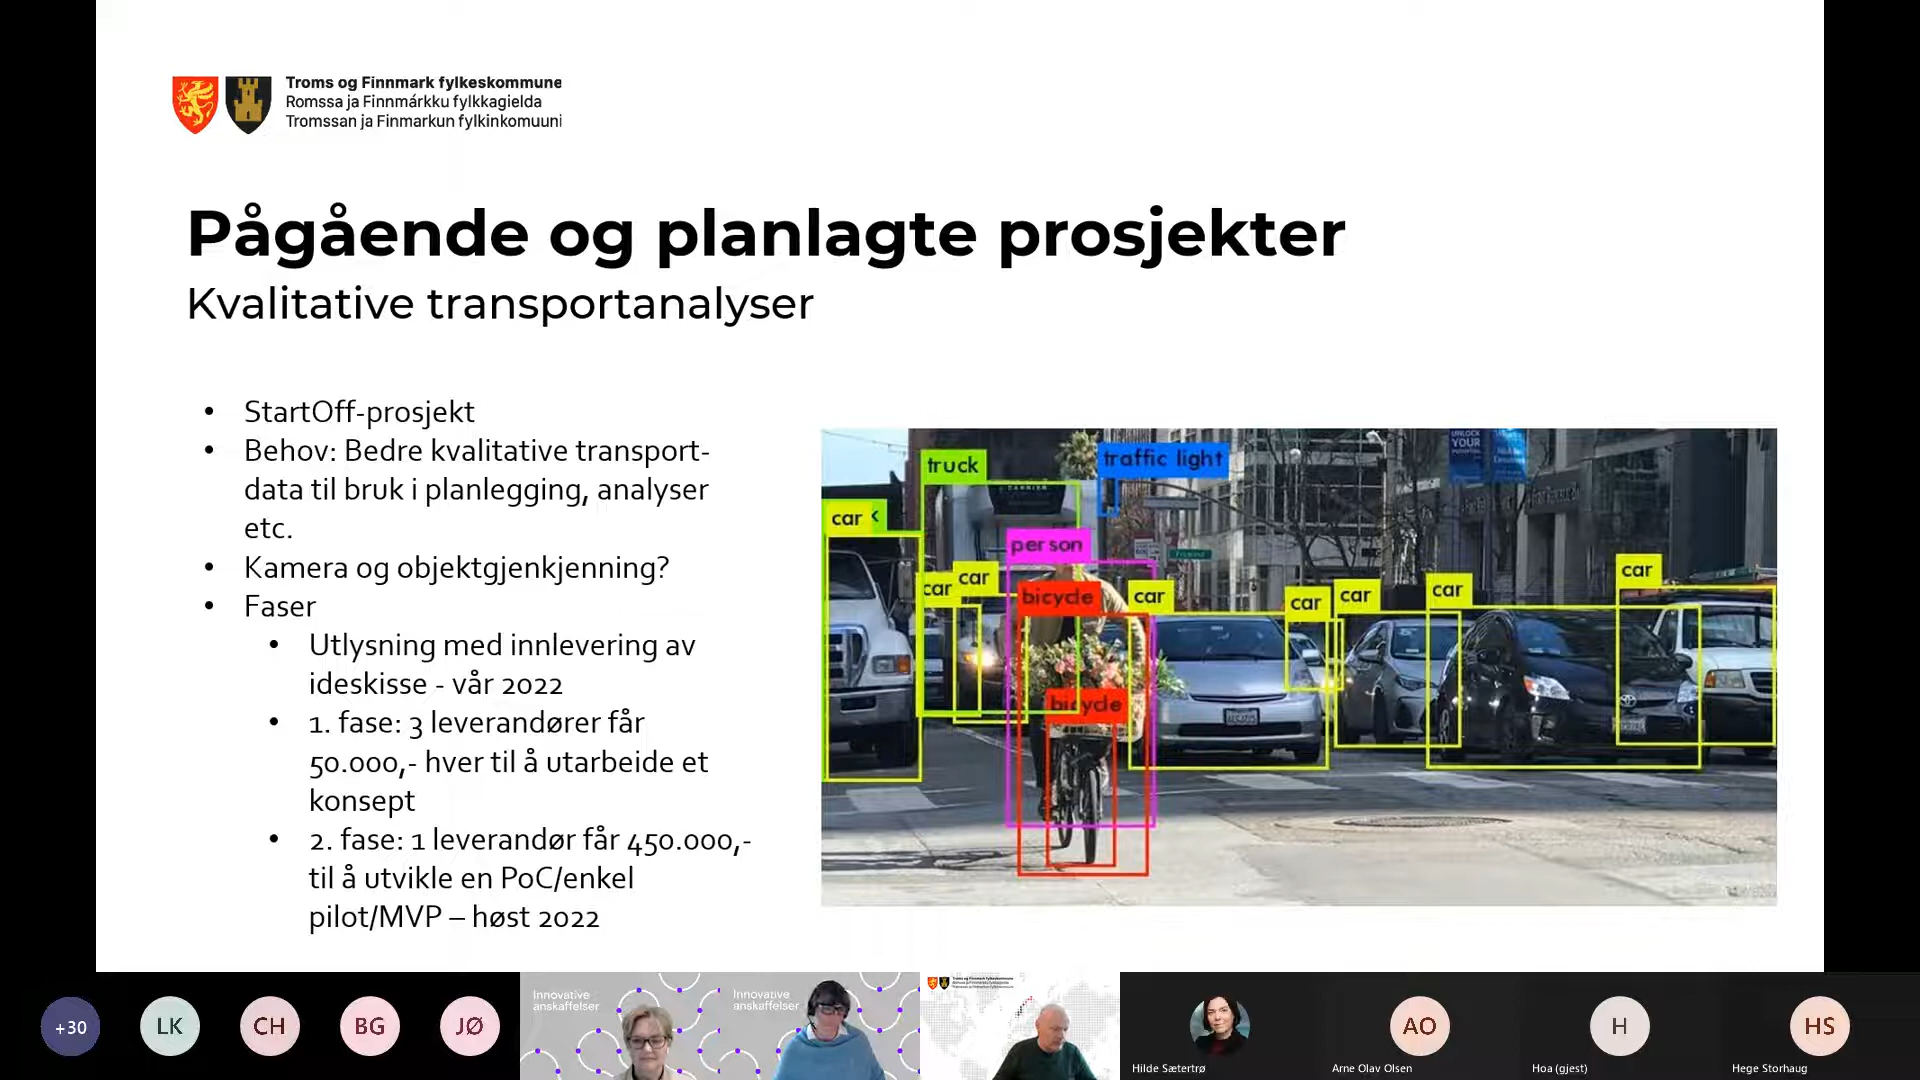 Troms og Finnmark fylkeskommune
Romssa ja Finnmárkku fylkkagielda
Tromssan ja Finmarkun fylkinkomuuni
Pågående og planlagte prosjekter
Kvalitative transportanalyser
• StartOff-prosjekt
• Behov: Bedre kvalitative transport-
data til bruk i planlegging, analyser
etc.
• Kamera og objektgjenkjenning?
• Faser
• Utlysning med innlevering av
ideskisse - vår 2022
• 1. fase: 3 leverandører får
50.000,- hver til å utarbeide et
konsept
• 2. fase: 1 leverandør får 450.000,-
til å utvikle en PoC/enkel
pilot/MVP – høst 2022
truck
traffic light
UNLOCK
YOUR
car
person
car
car
bicycle
car
car
car
car
car
bicycle
+30
LK
CH
BG
JØ
Innovative
anskaffelser
Innovative
anskaffelser
AO
H
HS
Hilde Sætertrø
Arne Olav Olsen
Hoa (gjest)
Hege Storhaug